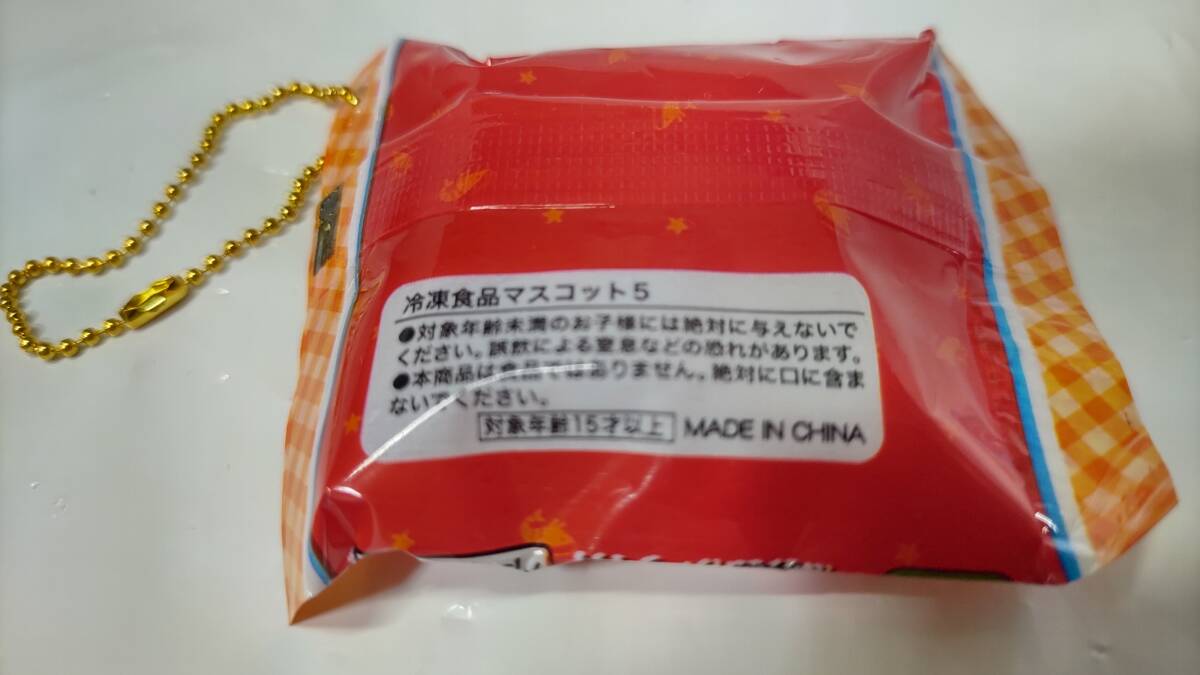 冷凍食品マスコット5
●対象年齢未満のお子様には絶対に与えないで
ください。誤飲による窒息などの恐れがあります。
●本商品は食品ではありません。絶対に口に含ま
ないでください。
対象年齢15才以上 MADE IN CHINA